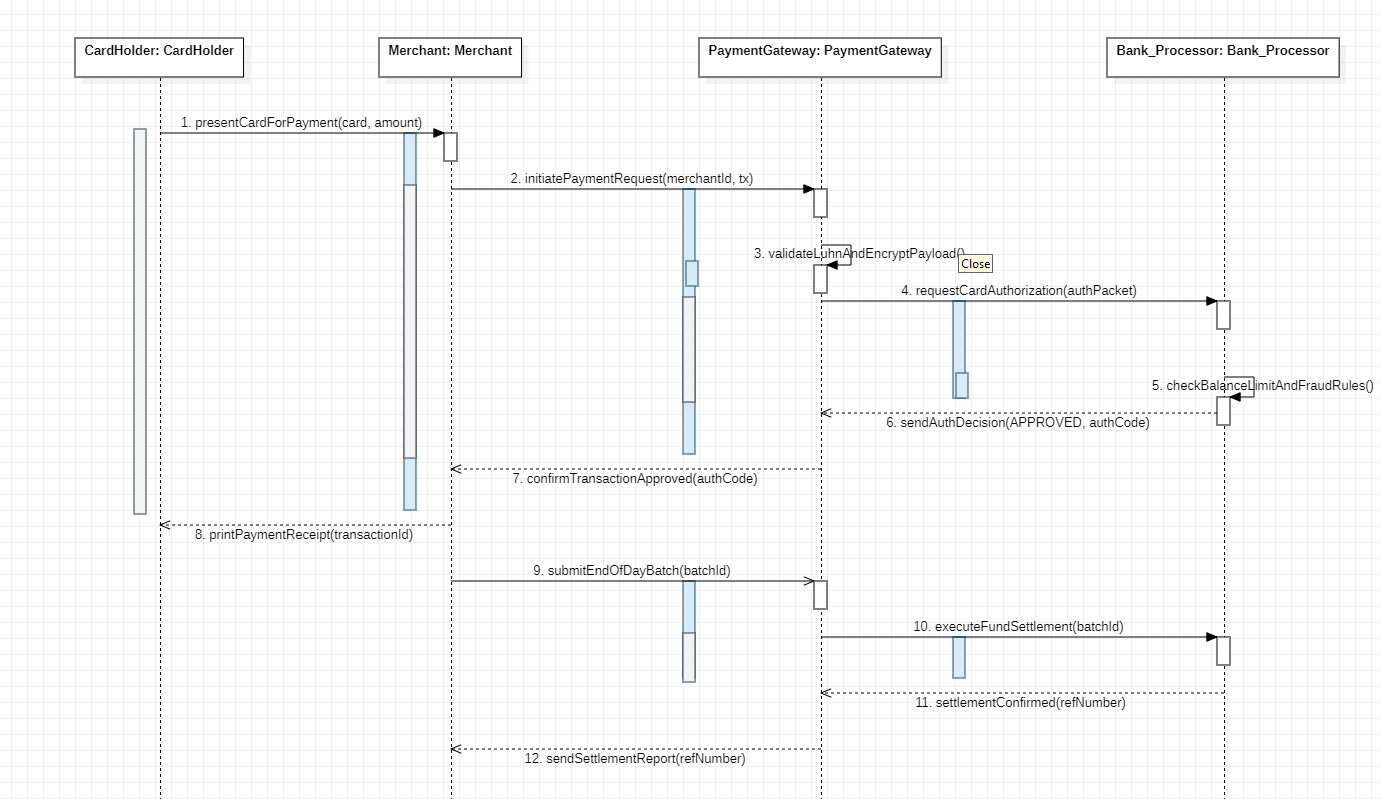 CardHolder: CardHolder
Merchant: Merchant
PaymentGateway: PaymentGateway
Bank_Processor: Bank_Processor
1. presentCardForPayment(card, amount)
2. initiatePaymentRequest(merchantId, tx)
3. validateLuhnAndEncryptPayload()
Close
4. requestCardAuthorization(authPacket)
5. checkBalanceLimitAndFraudRules()
6. sendAuthDecision(APPROVED, authCode)
7. confirmTransactionApproved(authCode)
8. printPaymentReceipt(transactionId)
9. submitEndOfDayBatch(batchId)
10. executeFundSettlement(batchId)
11. settlementConfirmed(refNumber)
12. sendSettlementReport(refNumber)